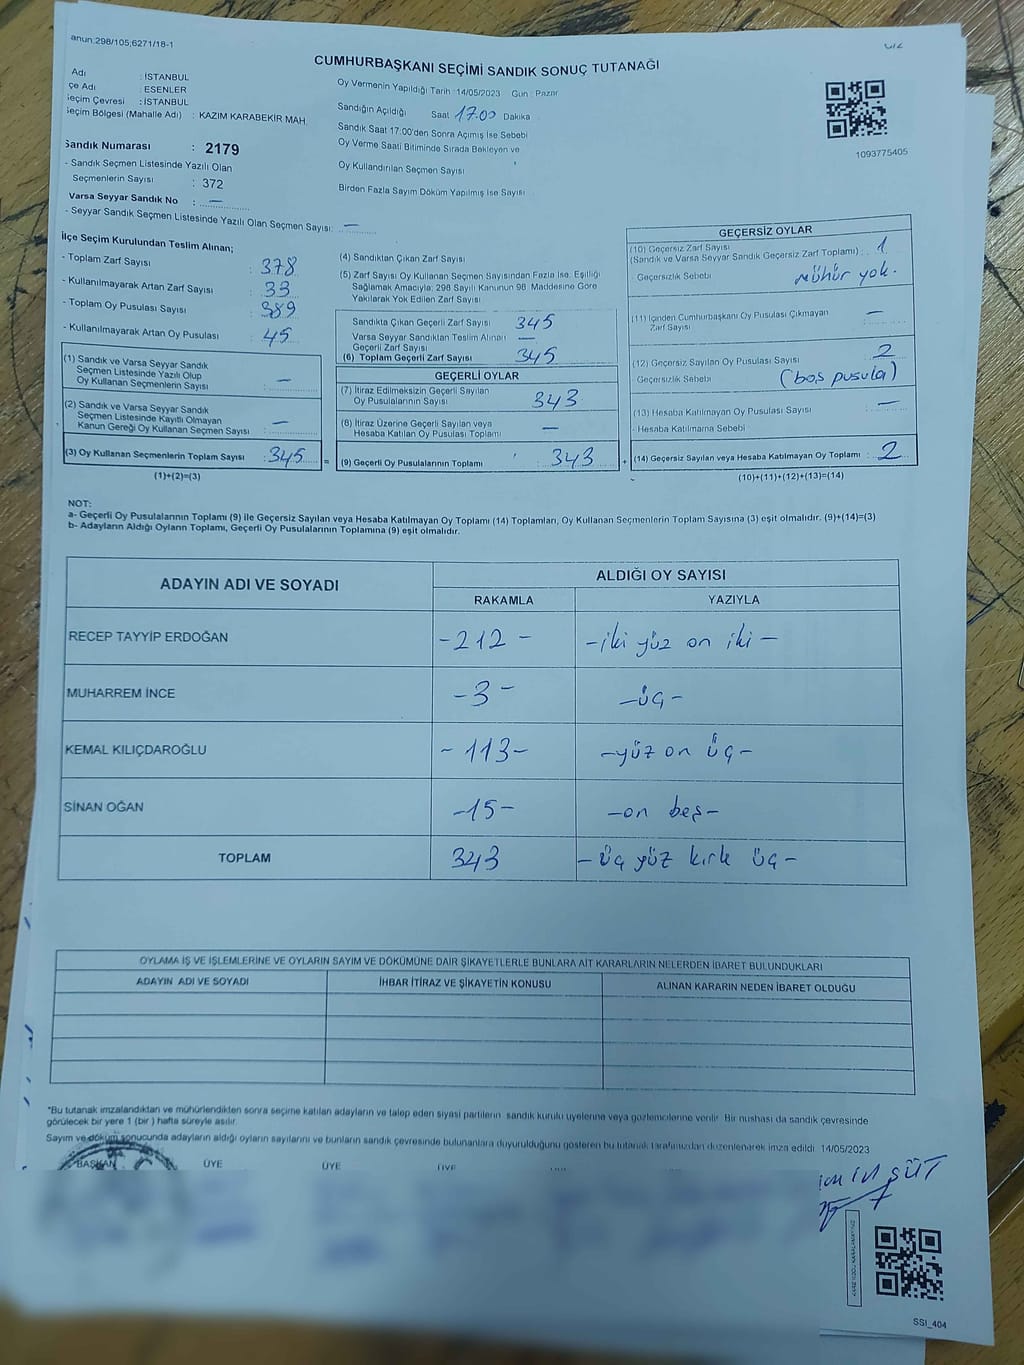 anun:298/105;6271/18-1
CUMHURBAŞKANI SEÇİMİ SANDIK SONUÇ TUTANAĞI
Adı : İSTANBUL
çe Adı : ESENLER
eçim Çevresi : İSTANBUL
eçim Bölgesi (Mahalle Adı) : KAZIM KARABEKİR MAH.
Sandık Numarası : 2179
- Sandık Seçmen Listesinde Yazılı Olan
Seçmenlerin Sayısı : 372
Varsa Seyyar Sandık No : —
- Seyyar Sandık Seçmen Listesinde Yazılı Olan Seçmen Sayısı: —
Oy Vermenin Yapıldığı Tarih :14/05/2023 Gün : Pazar
Sandığın Açıldığı Saat 17.00 Dakika
Sandık Saat 17:00'den Sonra Açımış İse Sebebi
Oy Verme Saati Bitiminde Sırada Bekleyen ve
Oy Kullandırılan Seçmen Sayısı
Birden Fazla Sayım Döküm Yapılmış İse Sayısı
1093775405
İlçe Seçim Kurulundan Teslim Alınan;
- Toplam Zarf Sayısı : 378
- Kullanılmayarak Artan Zarf Sayısı : 33
- Toplam Oy Pusulası Sayısı : 389
- Kullanılmayarak Artan Oy Pusulası : 45
(1) Sandık ve Varsa Seyyar Sandık
Seçmen Listesinde Yazılı Olup
Oy Kullanan Seçmenlerin Sayısı : —
(2) Sandık ve Varsa Seyyar Sandık
Seçmen Listesinde Kayıtlı Olmayan
Kanun Gereği Oy Kullanan Seçmen Sayısı : —
(3) Oy Kullanan Seçmenlerin Toplam Sayısı : 345 =
(1)+(2)=(3)
(4) Sandıktan Çıkan Zarf Sayısı
(5) Zarf Sayısı Oy Kullanan Seçmen Sayısından Fazla İse, Eşitliği
Sağlamak Amacıyla; 298 Sayılı Kanunun 98. Maddesine Göre
Yakılarak Yok Edilen Zarf Sayısı
Sandıkta Çıkan Geçerli Zarf Sayısı 345
Varsa Seyyar Sandıktan Teslim Alınan
Geçerli Zarf Sayısı —
(6) Toplam Geçerli Zarf Sayısı 345
GEÇERLİ OYLAR
(7) İtiraz Edilmeksizin Geçerli Sayılan
Oy Pusulalarının Sayısı 343
(8) İtiraz Üzerine Geçerli Sayılan veya
Hesaba Katılan Oy Pusulası Toplamı —
(9) Geçerli Oy Pusulalarının Toplamı : 343 +
GEÇERSİZ OYLAR
(10) Geçersiz Zarf Sayısı
(Sandık ve Varsa Seyyar Sandık Geçersiz Zarf Toplamı) : 1
Geçersizlik Sebebi mühür yok.
(11) İçinden Cumhurbaşkanı Oy Pusulası Çıkmayan
Zarf Sayısı —
(12) Geçersiz Sayılan Oy Pusulası Sayısı 2
Geçersizlik Sebebi (boş pusula)
(13) Hesaba Katılmayan Oy Pusulası Sayısı —
- Hesaba Katılmama Sebebi
(14) Geçersiz Sayılan veya Hesaba Katılmayan Oy Toplamı : 2
(10)+(11)+(12)+(13)=(14)
NOT:
a- Geçerli Oy Pusulalarının Toplamı (9) ile Geçersiz Sayılan veya Hesaba Katılmayan Oy Toplamı (14) Toplamları, Oy Kullanan Seçmenlerin Toplam Sayısına (3) eşit olmalıdır. (9)+(14)=(3)
b- Adayların Aldığı Oyların Toplamı, Geçerli Oy Pusulalarının Toplamına (9) eşit olmalıdır.
ADAYIN ADI VE SOYADI
ALDIĞI OY SAYISI
RAKAMLA YAZIYLA
RECEP TAYYİP ERDOĞAN -212- -iki yüz on iki-
MUHARREM İNCE -3- -üç-
KEMAL KILIÇDAROĞLU -113- -yüz on üç-
SİNAN OĞAN -15- -on beş-
TOPLAM 343 -üç yüz kırk üç-
OYLAMA İŞ VE İŞLEMLERİNE VE OYLARIN SAYIM VE DÖKÜMÜNE DAİR ŞİKAYETLERLE BUNLARA AİT KARARLARIN NELERDEN İBARET BULUNDUKLARI
ADAYIN ADI VE SOYADI İHBAR İTİRAZ VE ŞİKAYETİN KONUSU ALINAN KARARIN NEDEN İBARET OLDUĞU
*Bu tutanak imzalandıktan ve mühürlendikten sonra seçime katılan adayların ve talep eden siyasi partilerin sandık kurulu üyelerine veya gözlemcilerine verilir. Bir nushası da sandık çevresinde
görülecek bir yere 1 (bir) hafta süreyle asılır.
Sayım ve döküm sonucunda adayların aldığı oyların sayılarını ve bunların sandık çevresinde bulunanlara duyurulduğunu gösteren bu tutanak tarafımızdan düzenlenerek imza edildi. 14/05/2023
BAŞKAN ÜYE ÜYE ÜYE
SSI_404